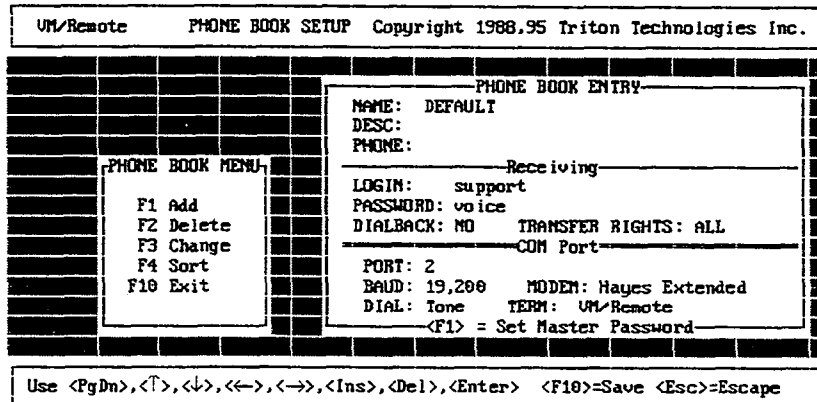 VM/Remote PHONE BOOK SETUP Copyright 1988,95 Triton Technologies Inc.
PHONE BOOK ENTRY
NAME: DEFAULT
DESC:
PHONE:
Receiving
LOGIN: support
PASSWORD: voice
DIALBACK: NO TRANSFER RIGHTS: ALL
COM Port
PORT: 2
BAUD: 19,200 MODEM: Hayes Extended
DIAL: Tone TERM: VM/Remote
<F1> = Set Master Password
PHONE BOOK MENU
F1 Add
F2 Delete
F3 Change
F4 Sort
F10 Exit
Use <PgDn>,<↑>,<↓>,<←>,<→>,<Ins>,<Del>,<Enter> <F10>=Save <Esc>=Escape